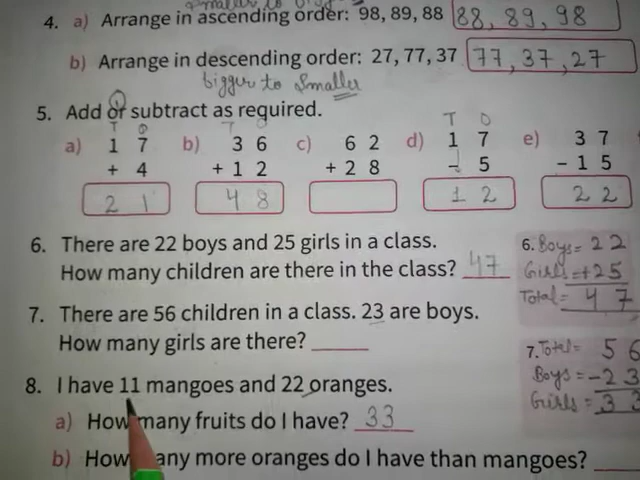 smaller to bigger
4. a) Arrange in ascending order: 98, 89, 88 88, 89, 98
b) Arrange in descending order: 27, 77, 37 77, 37, 27
bigger to smaller
5. Add or subtract as required.
T O T O T O
a) 1 7 b) 3 6 c) 6 2 d) 1 7 e) 3 7
+ 4 + 1 2 + 2 8 - 5 - 1 5
2 1 4 8 1 2 2 2
6. There are 22 boys and 25 girls in a class.
How many children are there in the class? 47
6. Boys = 22
Girls = +25
Total = 47
7. There are 56 children in a class. 23 are boys.
How many girls are there?
7. Total = 56
Boys = -23
Girls = 33
8. I have 11 mangoes and 22 oranges.
a) How many fruits do I have? 33
b) How any more oranges do I have than mangoes?